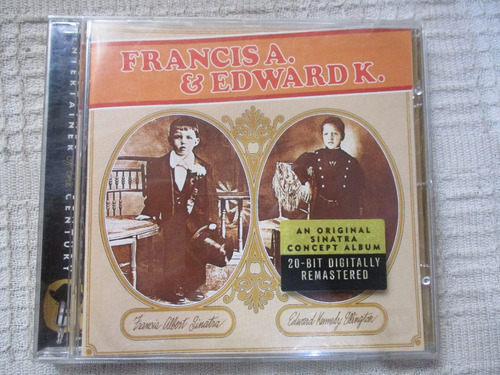 FRANCIS A.
& EDWARD K.
ENTERTAINER OF THE CENTURY
AN ORIGINAL
SINATRA
CONCEPT ALBUM
20-BIT DIGITALLY
REMASTERED
Francis Albert Sinatra
Edward Kennedy Ellington